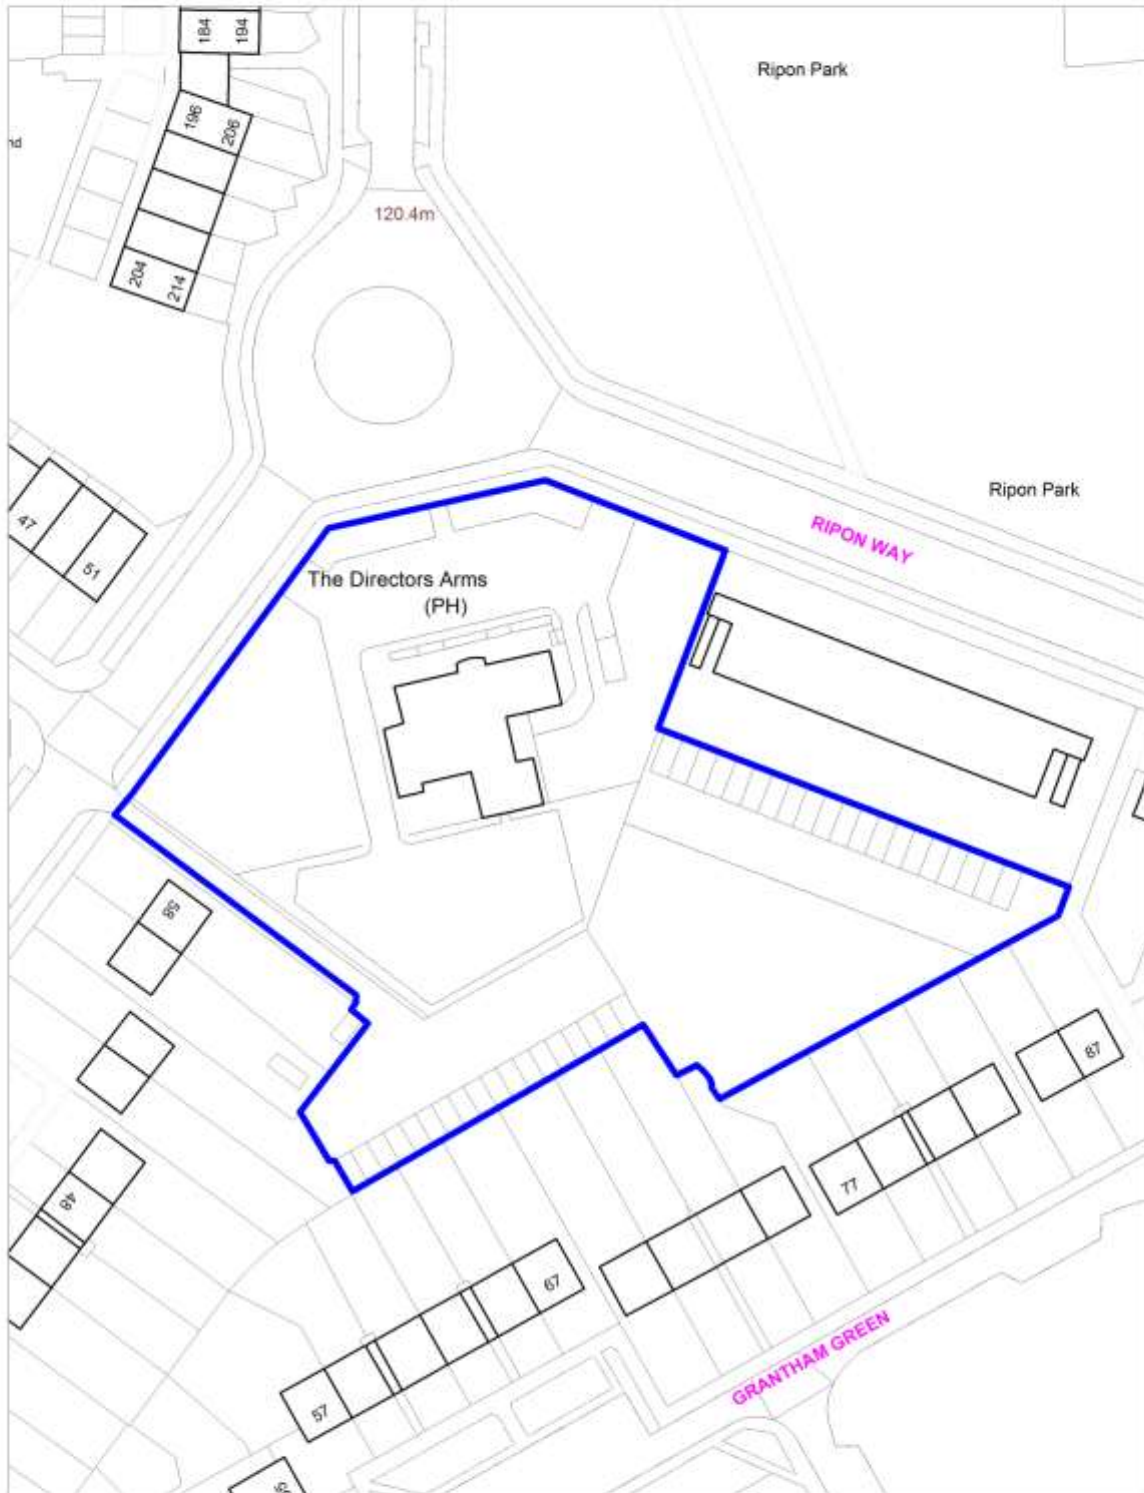 184
194
Ripon Park
196
206
120.4m
204
214
Ripon Park
47
51
RIPON WAY
The Directors Arms
(PH)
58
87
48
77
67
57
GRANTHAM GREEN